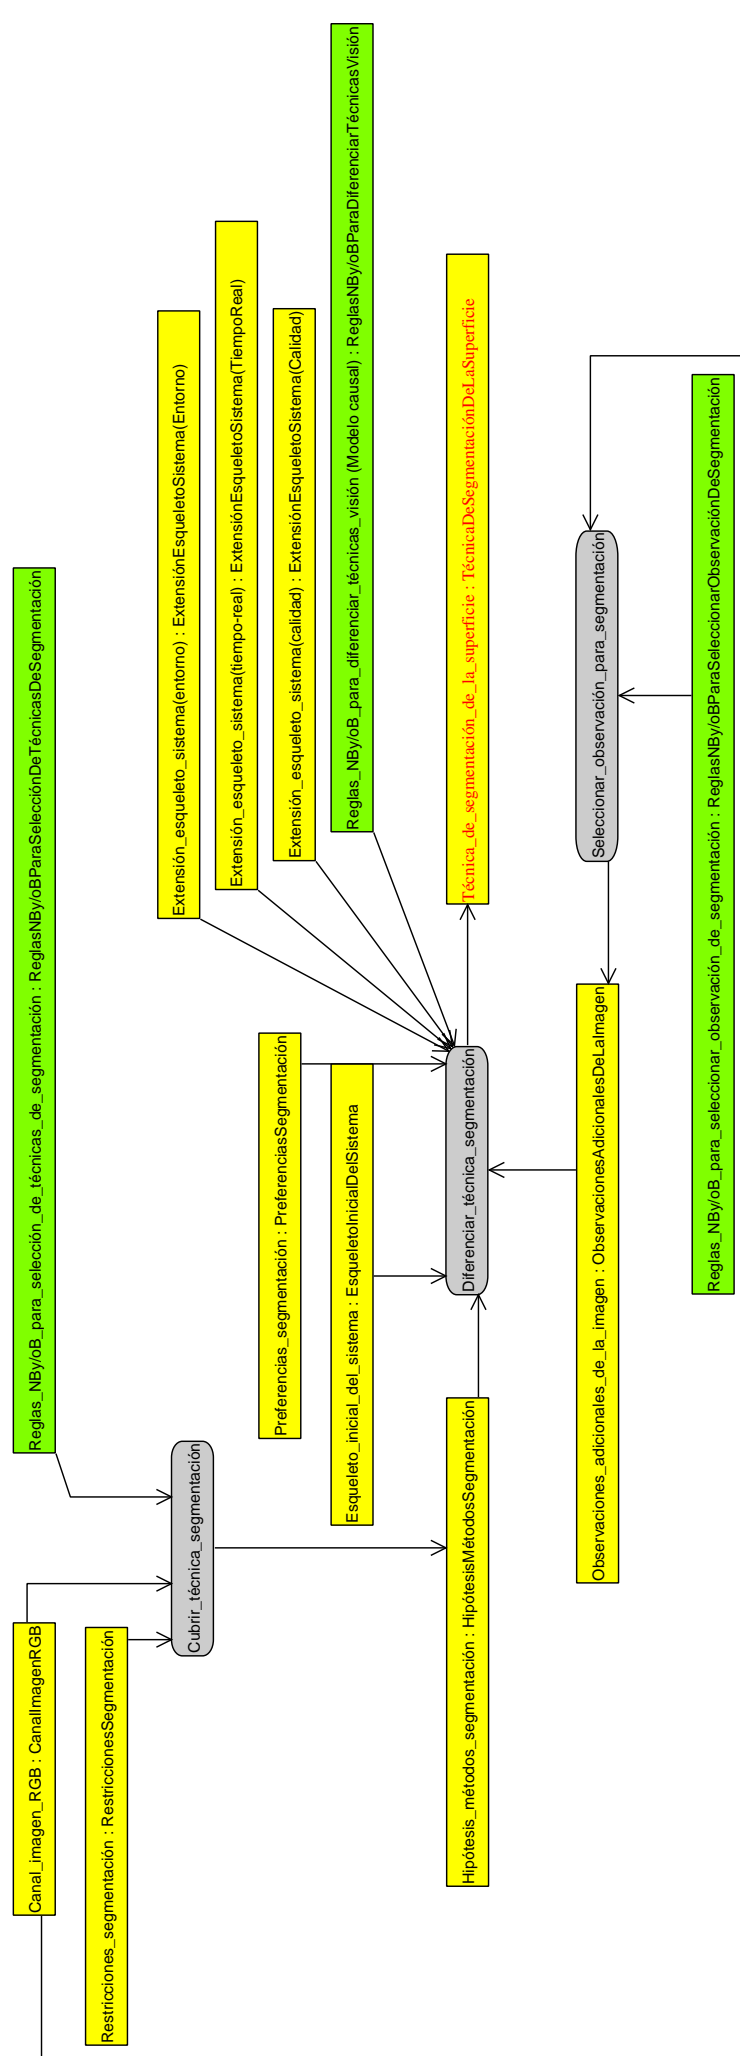 Canal_imagen_RGB : CanalImagenRGB
Reglas_NBy/oB_para_selección_de_técnicas_de_segmentación : ReglasNBy/oBParaSelecciónDeTécnicasDeSegmentación
Restricciones_segmentación : RestriccionesSegmentación
Cubrir_técnica_segmentación
Extensión_esqueleto_sistema(entorno) : ExtensiónEsqueletoSistema(Entorno)
Extensión_esqueleto_sistema(tiempo-real) : ExtensiónEsqueletoSistema(TiempoReal)
Preferencias_segmentación : PreferenciasSegmentación
Extensión_esqueleto_sistema(calidad) : ExtensiónEsqueletoSistema(Calidad)
Esqueleto_inicial_del_sistema : EsqueletoInicialDelSistema
Reglas_NBy/oB_para_diferenciar_técnicas_visión (Modelo causal) : ReglasNBy/oBParaDiferenciarTécnicasVisión
Hipótesis_métodos_segmentación : HipótesisMétodosSegmentación
Diferenciar_técnica_segmentación
Técnica_de_segmentación_de_la_superficie : TécnicaDeSegmentaciónDeLaSuperficie
Observaciones_adicionales_de_la_imagen : ObservacionesAdicionalesDeLaImagen
Seleccionar_observación_para_segmentación
Reglas_NBy/oB_para_seleccionar_observación_de_segmentación : ReglasNBy/oBParaSeleccionarObservaciónDeSegmentación